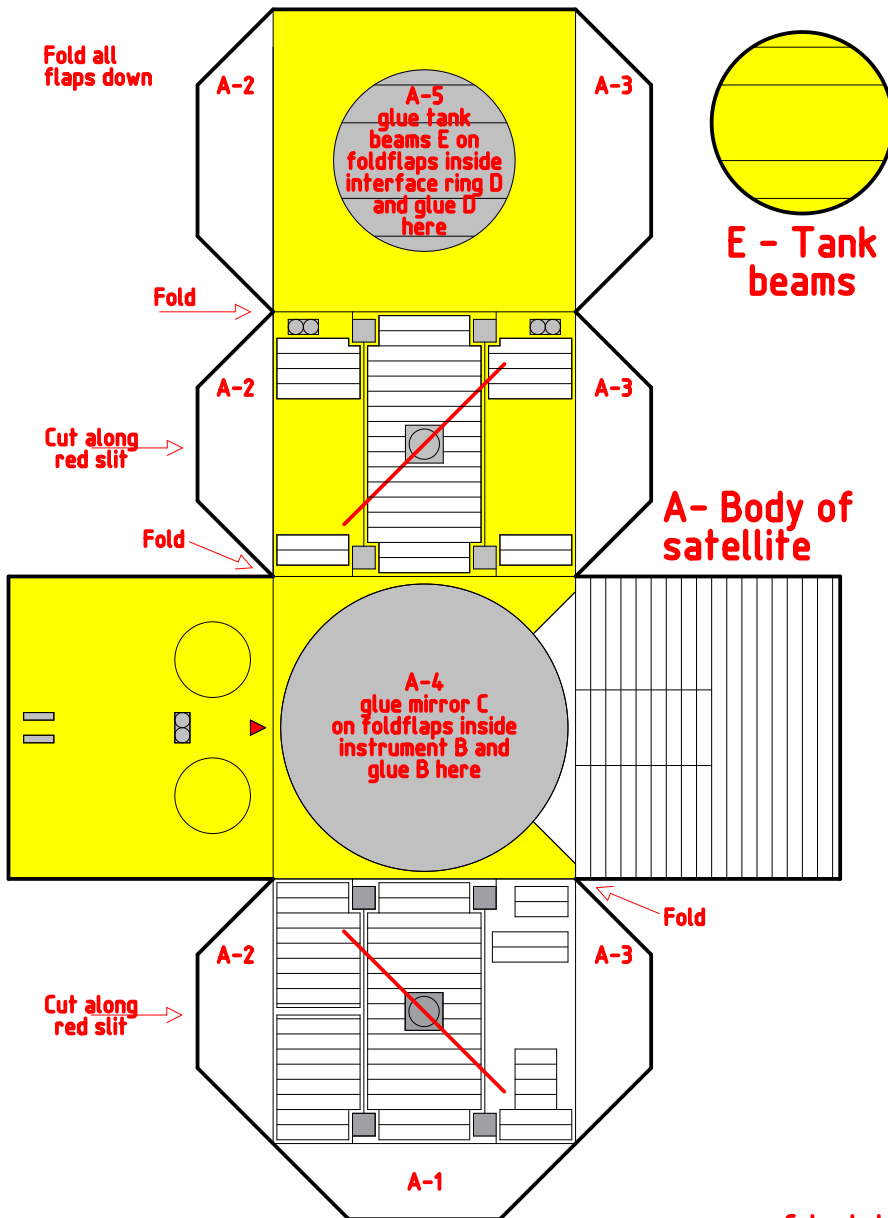 Fold all
flaps down
A-2
A-5
glue tank
beams E on
foldflaps inside
interface ring D
and glue D
here
A-3
E - Tank
beams
Fold
A-2
A-3
Cut along
red slit
A- Body of
satellite
Fold
A-4
glue mirror C
on foldflaps inside
instrument B and
glue B here
Fold
A-2
A-3
Cut along
red slit
A-1